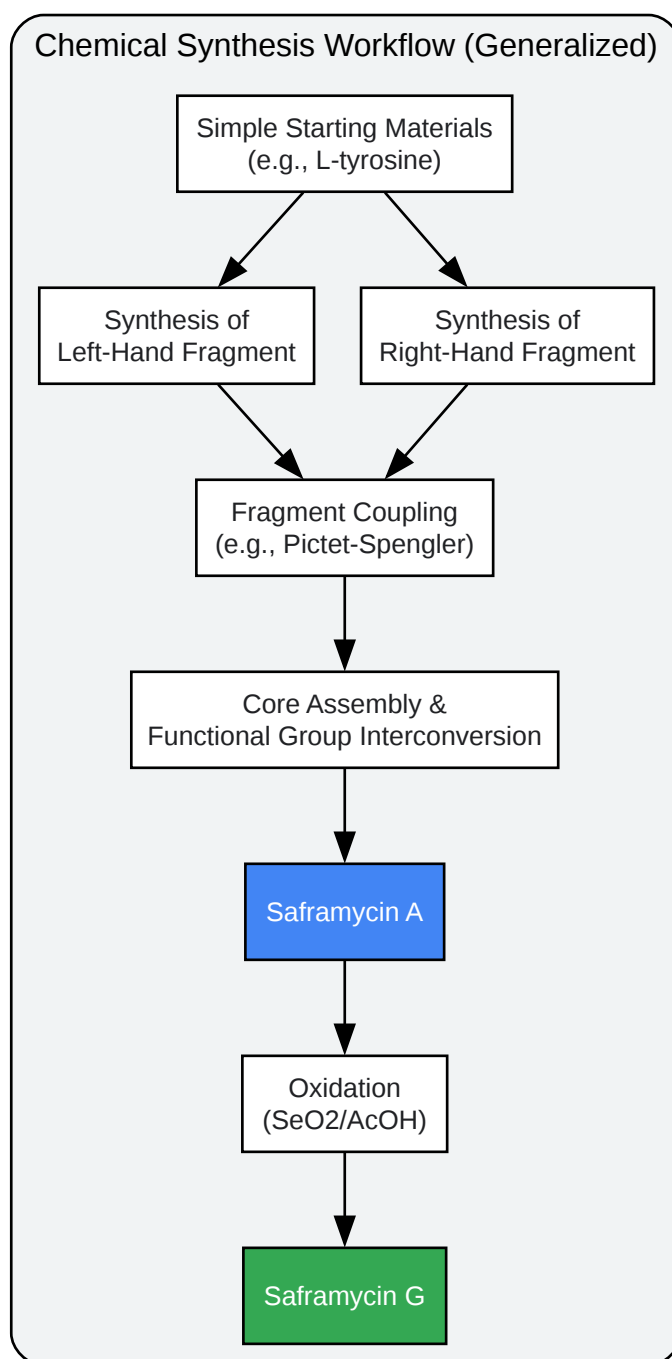 Chemical Synthesis Workflow (Generalized)
Simple Starting Materials
(e.g., L-tyrosine)
Synthesis of
Left-Hand Fragment
Synthesis of
Right-Hand Fragment
Fragment Coupling
(e.g., Pictet-Spengler)
Core Assembly &
Functional Group Interconversion
Saframycin A
Oxidation
(SeO2/AcOH)
Saframycin G